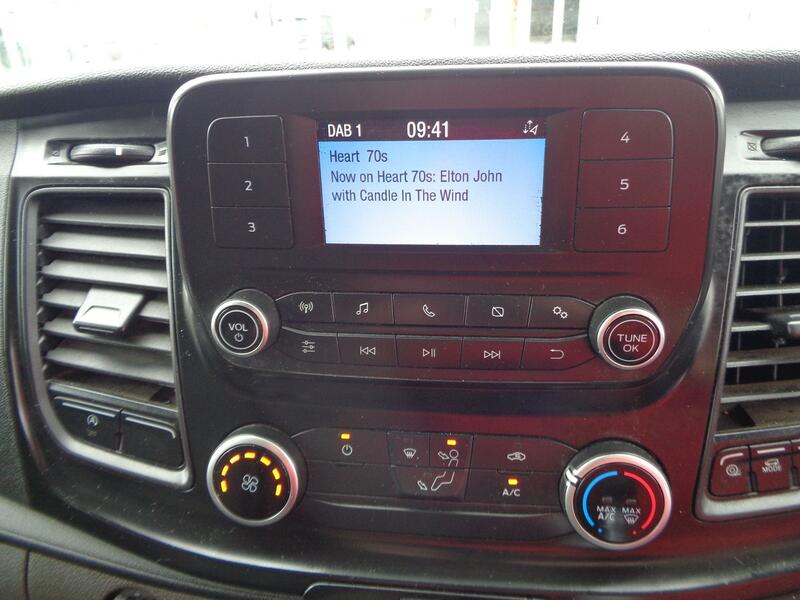 DAB 1 09:41
Heart 70s
Now on Heart 70s: Elton John
with Candle In The Wind
1
2
3
4
5
6
VOL
TUNE
OK
A/C
MAX
A/C
MAX
MODE